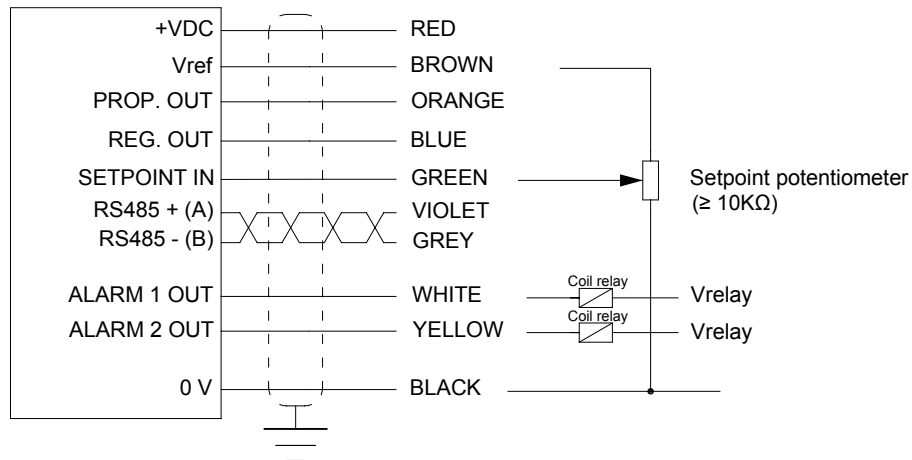 +VDC RED
Vref BROWN
PROP. OUT ORANGE
REG. OUT BLUE
SETPOINT IN GREEN Setpoint potentiometer
(≥ 10KΩ)
RS485 + (A) VIOLET
RS485 - (B) GREY
Coil relay
ALARM 1 OUT WHITE Vrelay
Coil relay
ALARM 2 OUT YELLOW Vrelay
0 V BLACK